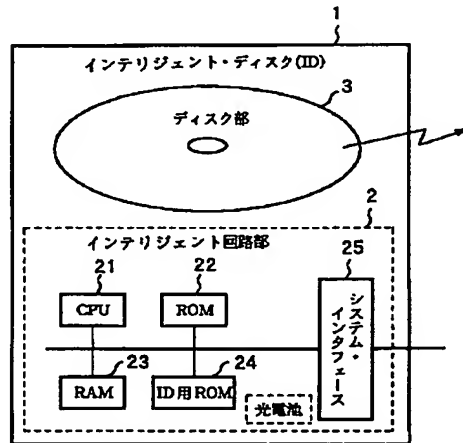 1
インテリジェント・ディスク(ID)
3
ディスク部
2
インテリジェント回路部
21
22
25
CPU
ROM
システム・
インタフェース
23
24
RAM
ID用ROM
光電池